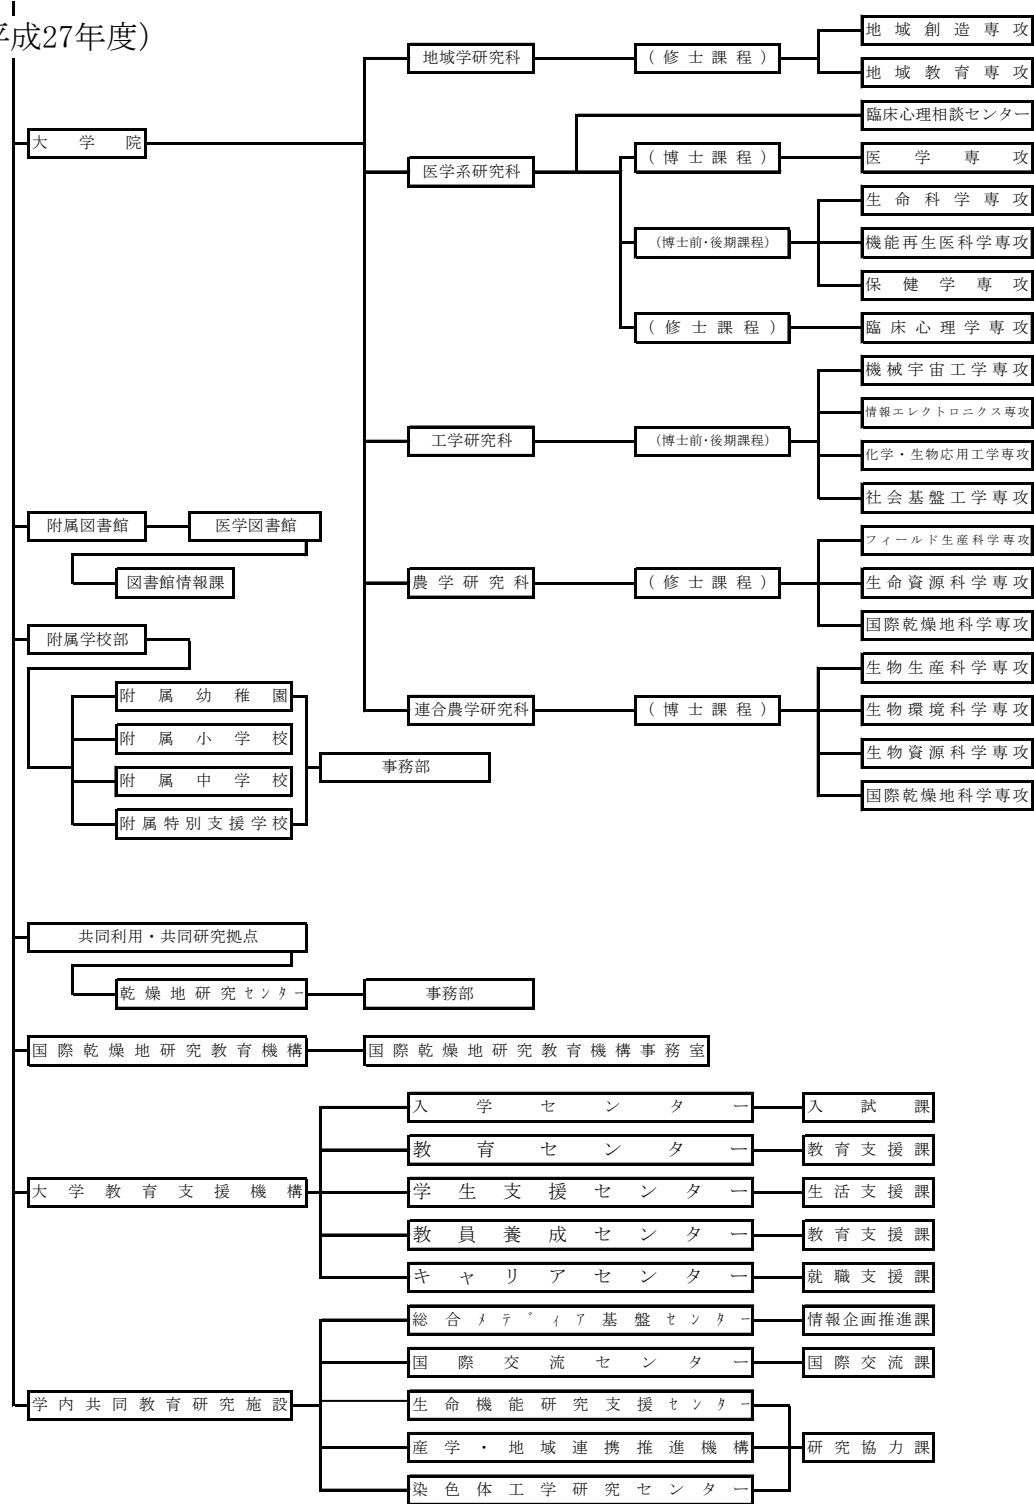 平成27年度）
地域創造専攻
地域学研究科
（修士課程）
地域教育専攻
臨床心理相談センター
大学院
医学系研究科
（博士課程）
医学専攻
生命科学専攻
（博士前・後期課程）
機能再生医科学専攻
保健学専攻
（修士課程）
臨床心理学専攻
機械宇宙工学専攻
情報エレクトロニクス専攻
工学研究科
（博士前・後期課程）
化学・生物応用工学専攻
社会基盤工学専攻
附属図書館
医学図書館
フィールド生産科学専攻
図書館情報課
農学研究科
（修士課程）
生命資源科学専攻
国際乾燥地科学専攻
附属学校部
生物生産科学専攻
附属幼稚園
連合農学研究科
（博士課程）
生物環境科学専攻
附属小学校
生物資源科学専攻
事務部
附属中学校
国際乾燥地科学専攻
附属特別支援学校
共同利用・共同研究拠点
乾燥地研究センター
事務部
国際乾燥地研究教育機構
国際乾燥地研究教育機構事務室
入学センター
入試課
教育センター
教育支援課
大学教育支援機構
学生支援センター
生活支援課
教員養成センター
教育支援課
キャリアセンター
就職支援課
総合メディア基盤センター
情報企画推進課
国際交流センター
国際交流課
学内共同教育研究施設
生命機能研究支援センター
産学・地域連携推進機構
研究協力課
染色体工学研究センター